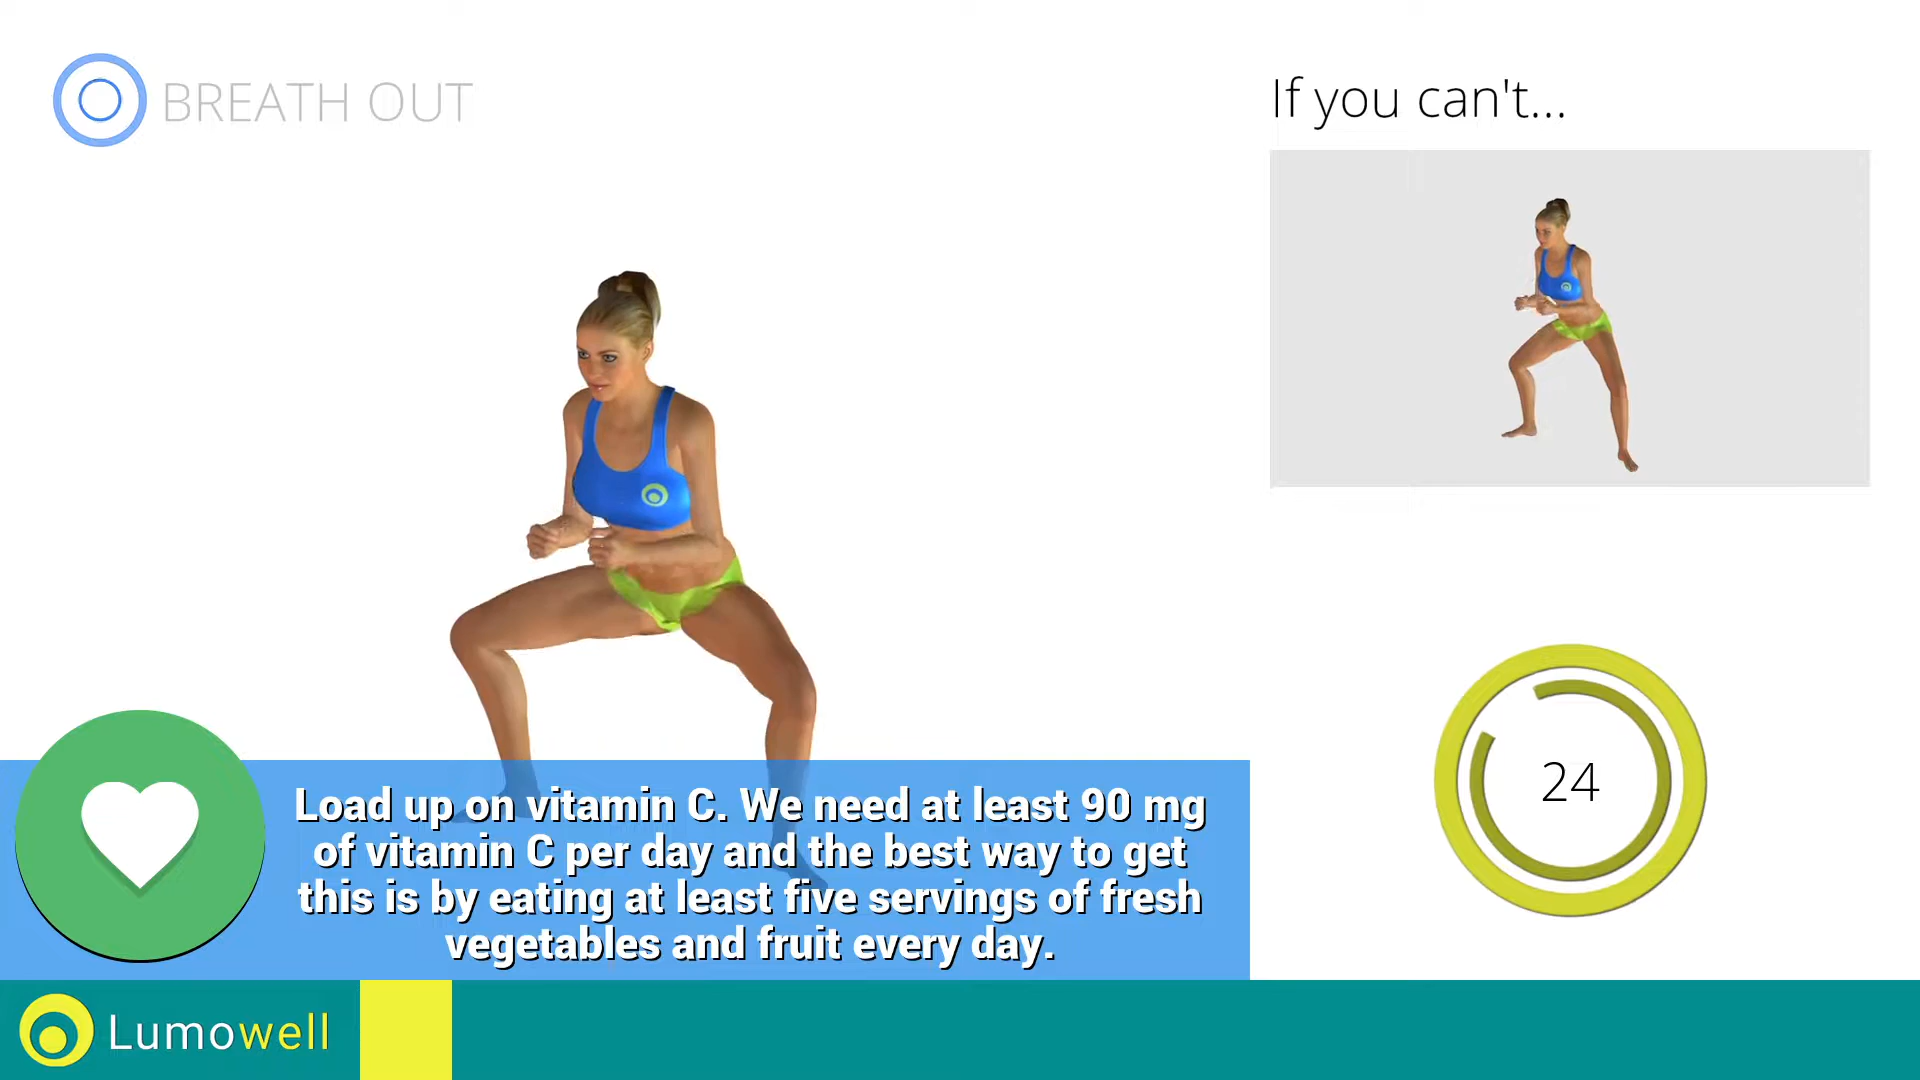 BREATH OUT
If you can't...
24
Load up on vitamin C. We need at least 90 mg
of vitamin C per day and the best way to get
this is by eating at least five servings of fresh
vegetables and fruit every day.
Lumowell